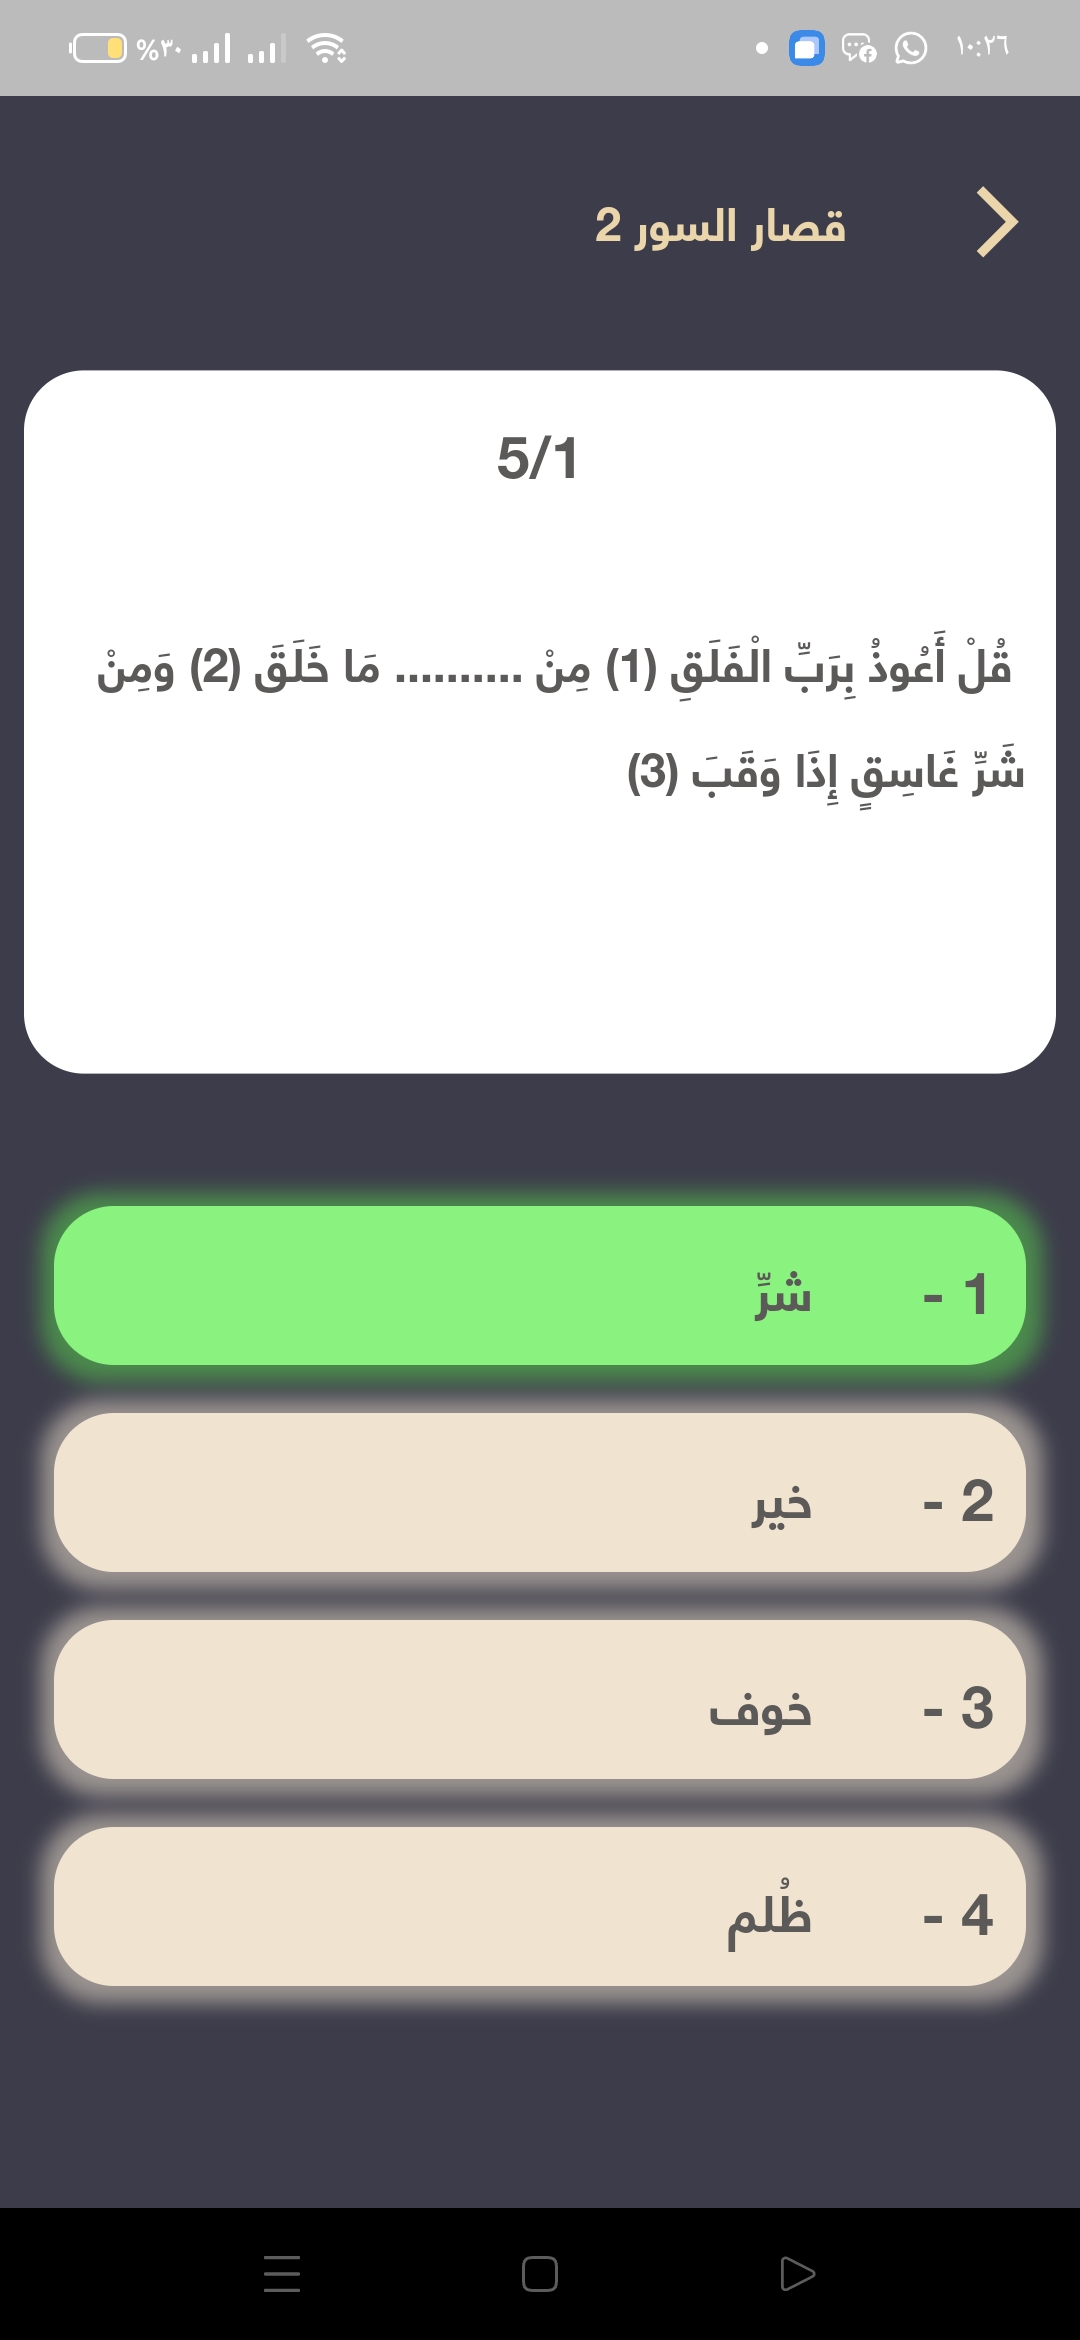 ١٠:٢٦
%٣٠
قصار السور 2
5/1
قُلْ أَعُوذُ بِرَبِّ الْفَلَقِ (1) مِنْ .......... مَا خَلَقَ (2) وَمِنْ
شَرِّ غَاسِقٍ إِذَا وَقَبَ (3)
1 - شرِّ
2 - خير
3 - خوف
4 - ظُلم